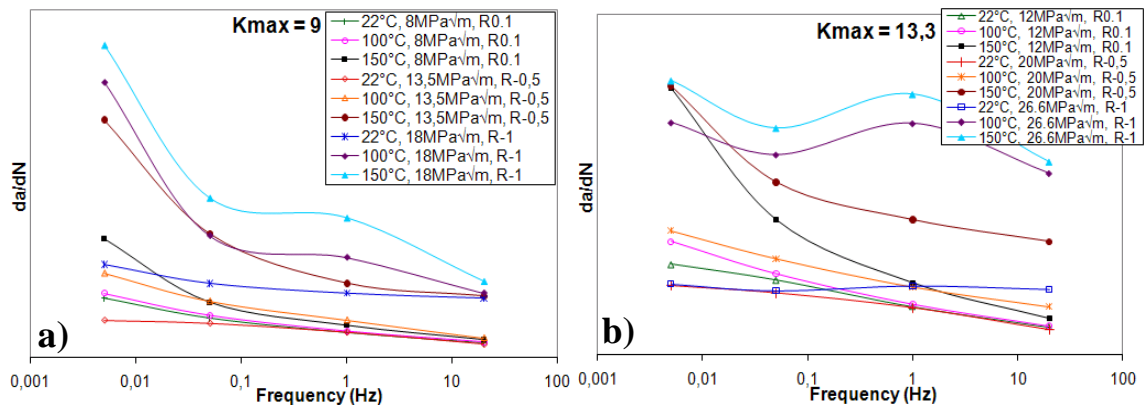 Kmax = 9
22°C, 8MPa√m, R0.1
100°C, 8MPa√m, R0.1
150°C, 8MPa√m, R0.1
22°C, 13,5MPa√m, R-0,5
100°C, 13,5MPa√m, R-0,5
150°C, 13,5MPa√m, R-0,5
22°C, 18MPa√m, R-1
100°C, 18MPa√m, R-1
150°C, 18MPa√m, R-1
da/dN
a)
0,001 0,01 0,1 1 10 100
Frequency (Hz)
Kmax = 13,3
22°C, 12MPa√m, R0.1
100°C, 12MPa√m, R0.1
150°C, 12MPa√m, R0.1
22°C, 20MPa√m, R-0,5
100°C, 20MPa√m, R-0,5
150°C, 20MPa√m, R-0,5
22°C, 26.6MPa√m, R-1
100°C, 26.6MPa√m, R-1
150°C, 26.6MPa√m, R-1
da/dN
b)
0,001 0,01 0,1 1 10 100
Frequency (Hz)